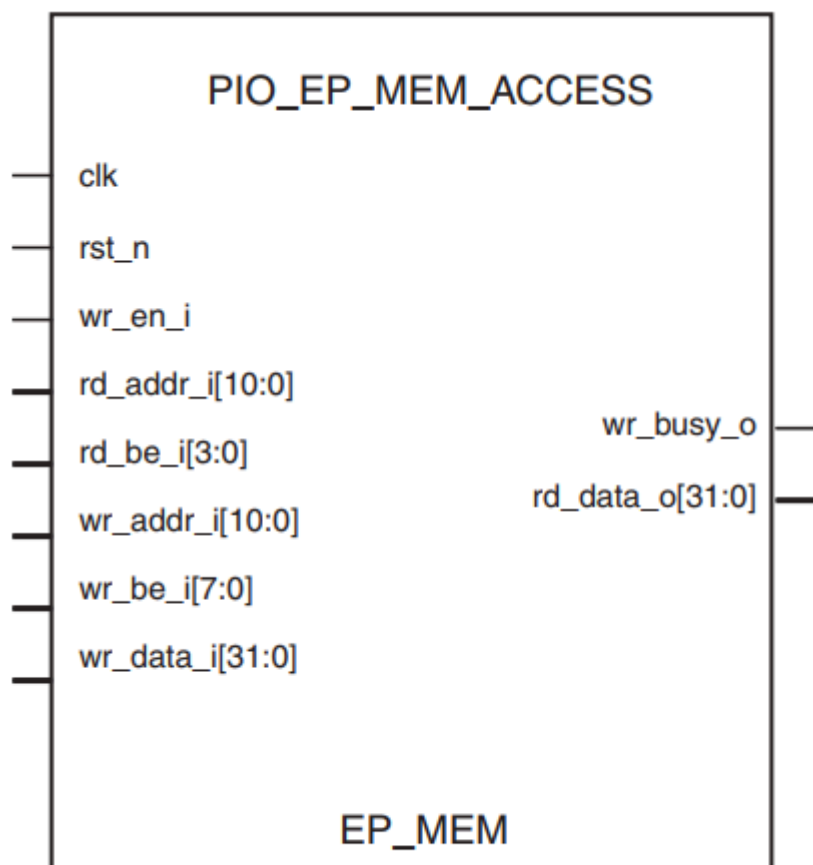 PIO_EP_MEM_ACCESS
clk
rst_n
wr_en_i
rd_addr_i[10:0]
rd_be_i[3:0]
wr_addr_i[10:0]
wr_be_i[7:0]
wr_data_i[31:0]
wr_busy_o
rd_data_o[31:0]
EP_MEM